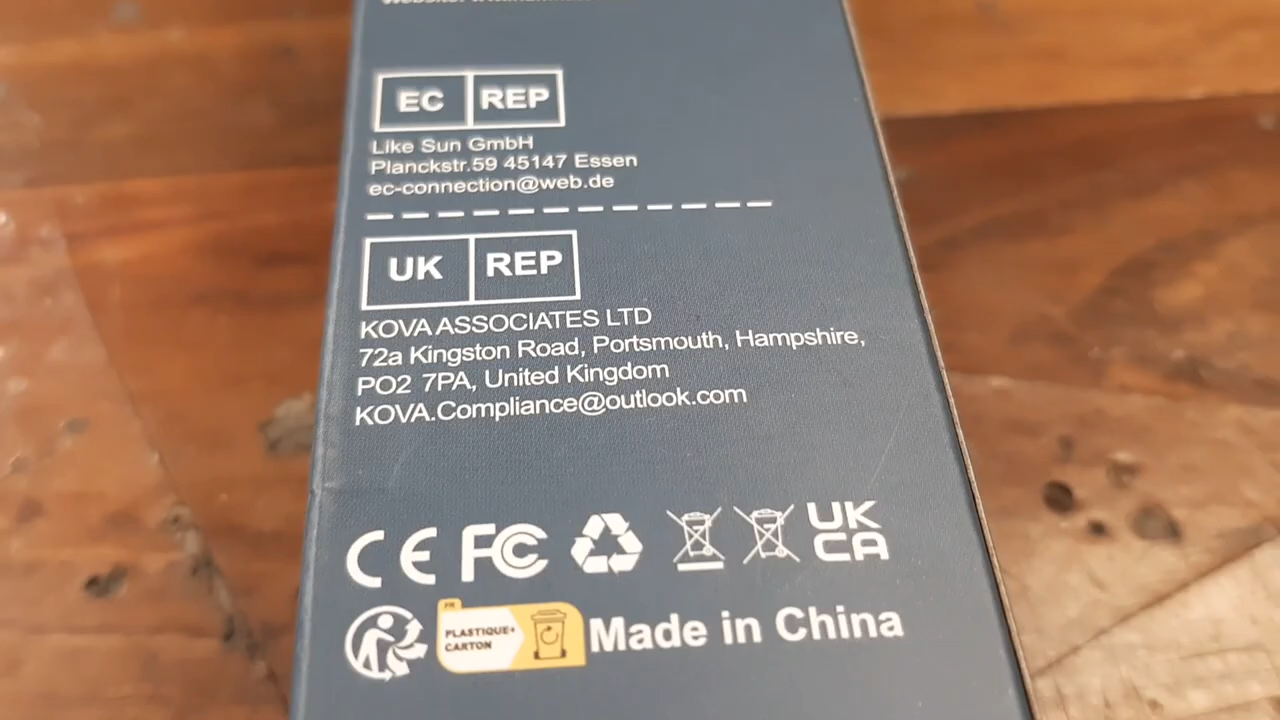 EC REP
Like Sun GmbH
Planckstr.59 45147 Essen
ec-connection@web.de
UK REP
KOVA ASSOCIATES LTD
72a Kingston Road, Portsmouth, Hampshire,
PO2 7PA, United Kingdom
KOVA.Compliance@outlook.com
CE FC UK
CA
FR
PLASTIQUE+
CARTON
Made in China